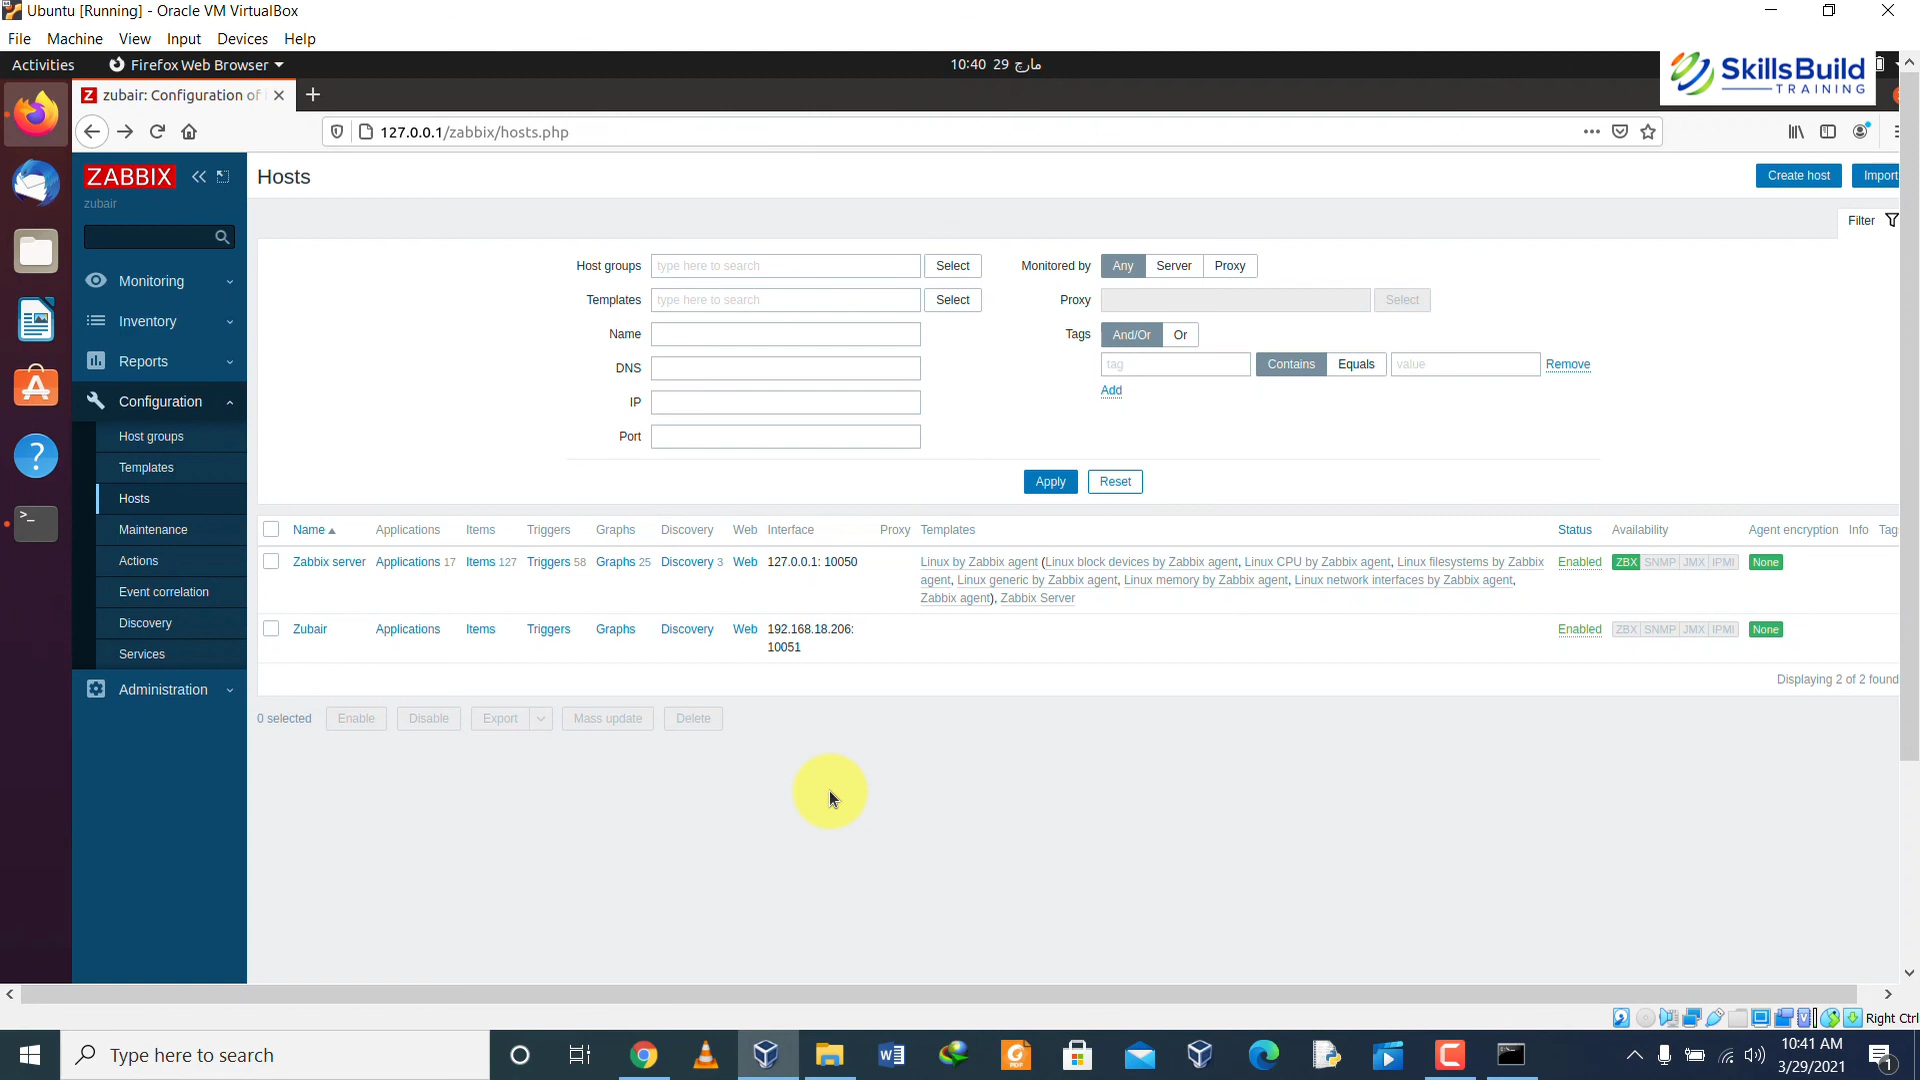 Ubuntu [Running] - Oracle VM VirtualBox
File Machine View Input Devices Help
Activities Firefox Web Browser 10:40 29 مارچ
SkillsBuild
TRAINING
zubair: Configuration of
127.0.0.1/zabbix/hosts.php
ZABBIX
zubair
Hosts
Create host Import
Filter
Monitoring
Inventory
Reports
Configuration
Host groups
Templates
Hosts
Maintenance
Actions
Event correlation
Discovery
Services
Administration
Host groups type here to search Select
Templates type here to search Select
Name
DNS
IP
Port
Monitored by Any Server Proxy
Proxy Select
Tags And/Or Or
tag Contains Equals value Remove
Add
Apply Reset
Name Applications Items Triggers Graphs Discovery Web Interface Proxy Templates Status Availability Agent encryption Info Tag
Zabbix server Applications 17 Items 127 Triggers 58 Graphs 25 Discovery 3 Web 127.0.0.1: 10050 Linux by Zabbix agent (Linux block devices by Zabbix agent, Linux CPU by Zabbix agent, Linux filesystems by Zabbix Enabled ZBX SNMP JMX IPMI None
agent, Linux generic by Zabbix agent, Linux memory by Zabbix agent, Linux network interfaces by Zabbix agent,
Zabbix agent), Zabbix Server
Zubair Applications Items Triggers Graphs Discovery Web 192.168.18.206: Enabled ZBX SNMP JMX IPMI None
10051
Displaying 2 of 2 found
0 selected Enable Disable Export Mass update Delete
Right Ctrl
Type here to search
10:41 AM
3/29/2021
1